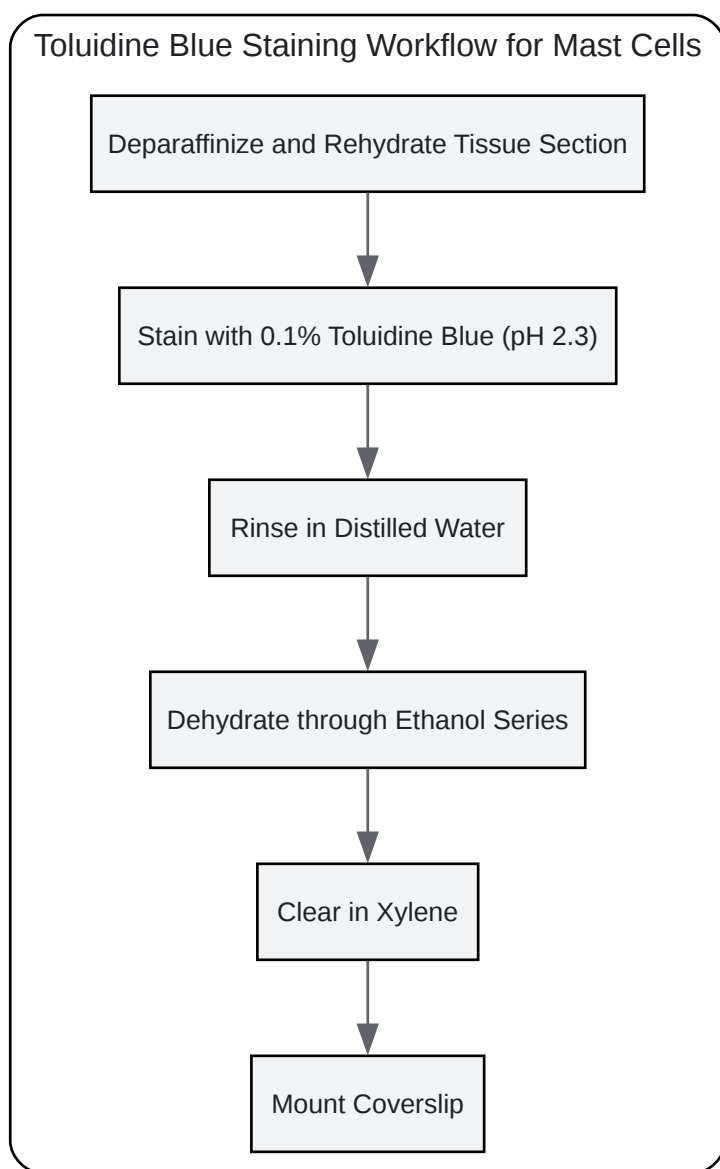 Toluidine Blue Staining Workflow for Mast Cells
Deparaffinize and Rehydrate Tissue Section
Stain with 0.1% Toluidine Blue (pH 2.3)
Rinse in Distilled Water
Dehydrate through Ethanol Series
Clear in Xylene
Mount Coverslip